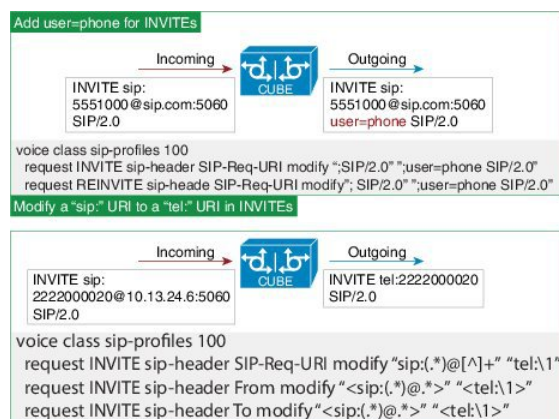 Add user=phone for INVITEs
Incoming
Outgoing
INVITE sip:
5551000@sip.com:5060
SIP/2.0
CUBE
INVITE sip:
5551000@sip.com:5060
user=phone SIP/2.0
voice class sip-profiles 100
request INVITE sip-header SIP-Req-URI modify “;SIP/2.0” ”;user=phone SIP/2.0”
request REINVITE sip-heade SIP-Req-URI modify”; SIP/2.0” ”;user=phone SIP/2.0”
Modify a “sip:” URI to a “tel:” URI in INVITEs
Incoming
Outgoing
INVITE sip:
2222000020@10.13.24.6:5060
SIP/2.0
CUBE
INVITE tel:2222000020
SIP/2.0
voice class sip-profiles 100
request INVITE sip-header SIP-Req-URI modify “sip:(.*)@[^]+” “tel:\1”
request INVITE sip-header From modify “<sip:(.*)@.*>” “<tel:\1>”
request INVITE sip-header To modify “<sip:(.*)@.*>” “<tel:\1>”